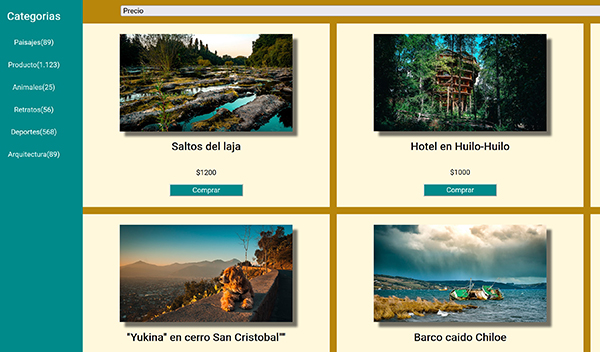 Categorias
Paisajes(89)
Producto(1.123)
Animales(25)
Retratos(56)
Deportes(568)
Arquitectura(89)
Precio
Saltos del laja
$1200
Comprar
Hotel en Huilo-Huilo
$1000
Comprar
"Yukina" en cerro San Cristobal""
Barco caido Chiloe